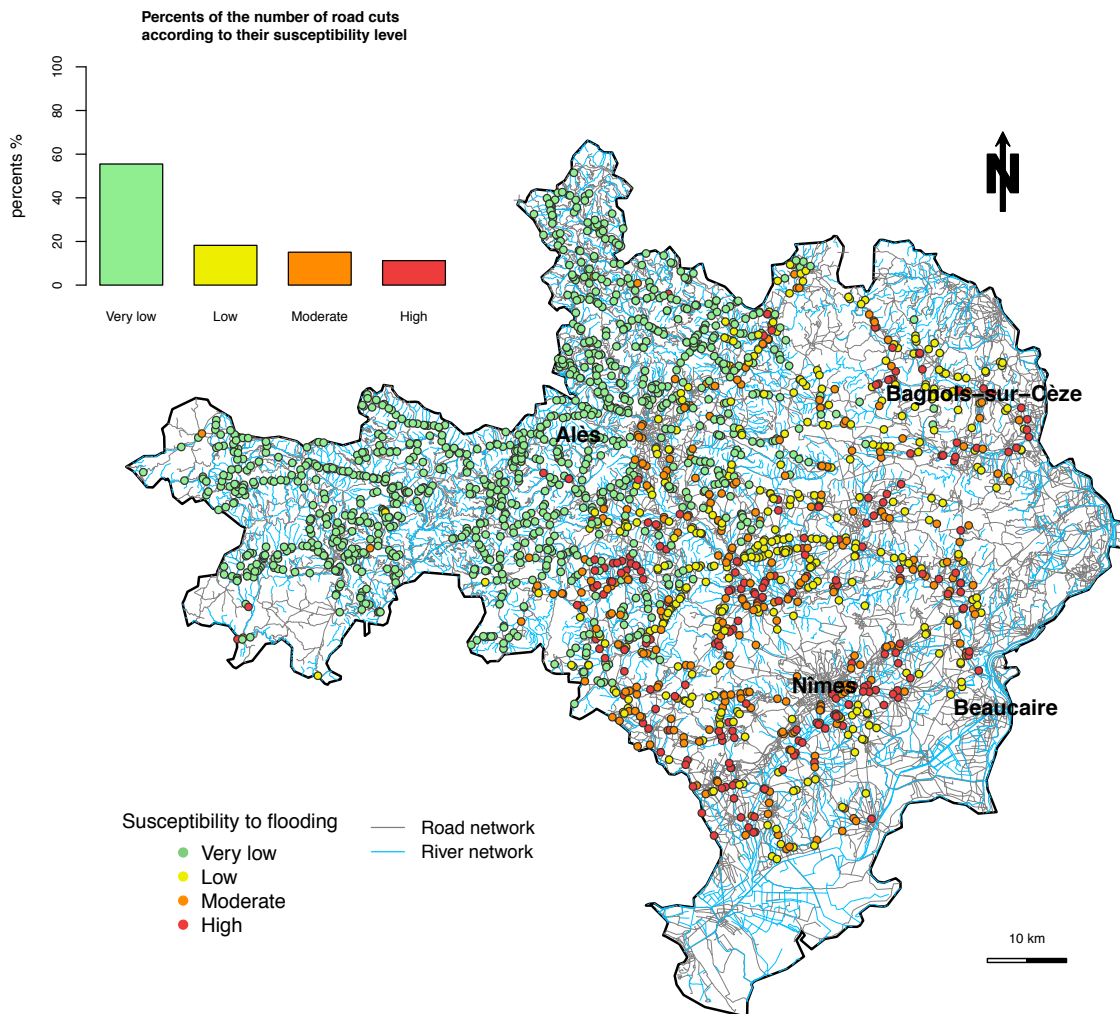 Percents of the number of road cuts
according to their susceptibility level
percents %
100
80
60
40
20
0
Very low
Low
Moderate
High
N
Bagnols−sur−Cèze
Alès
Nîmes
Beaucaire
Susceptibility to flooding
Very low
Low
Moderate
High
Road network
River network
10 km